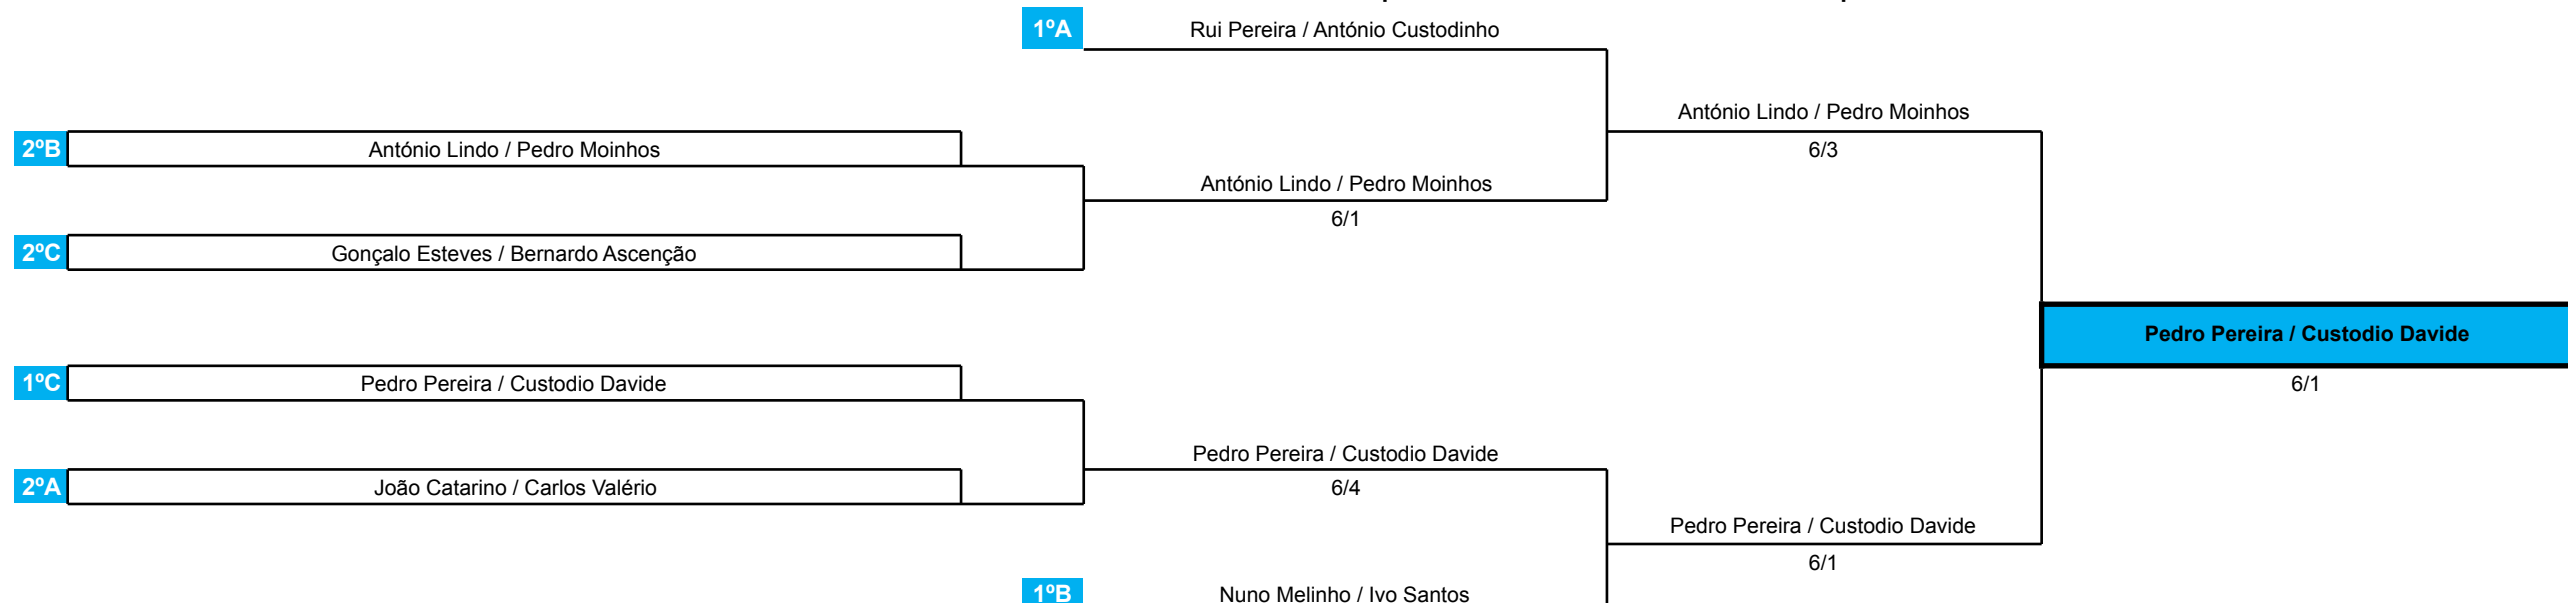 1ºA Rui Pereira / António Custodinho
António Lindo / Pedro Moinhos
6/3
2ºB António Lindo / Pedro Moinhos
António Lindo / Pedro Moinhos
6/1
2ºC Gonçalo Esteves / Bernardo Ascenção
Pedro Pereira / Custodio Davide
6/1
1ºC Pedro Pereira / Custodio Davide
Pedro Pereira / Custodio Davide
6/4
2ºA João Catarino / Carlos Valério
Pedro Pereira / Custodio Davide
6/1
1ºB Nuno Melinho / Ivo Santos